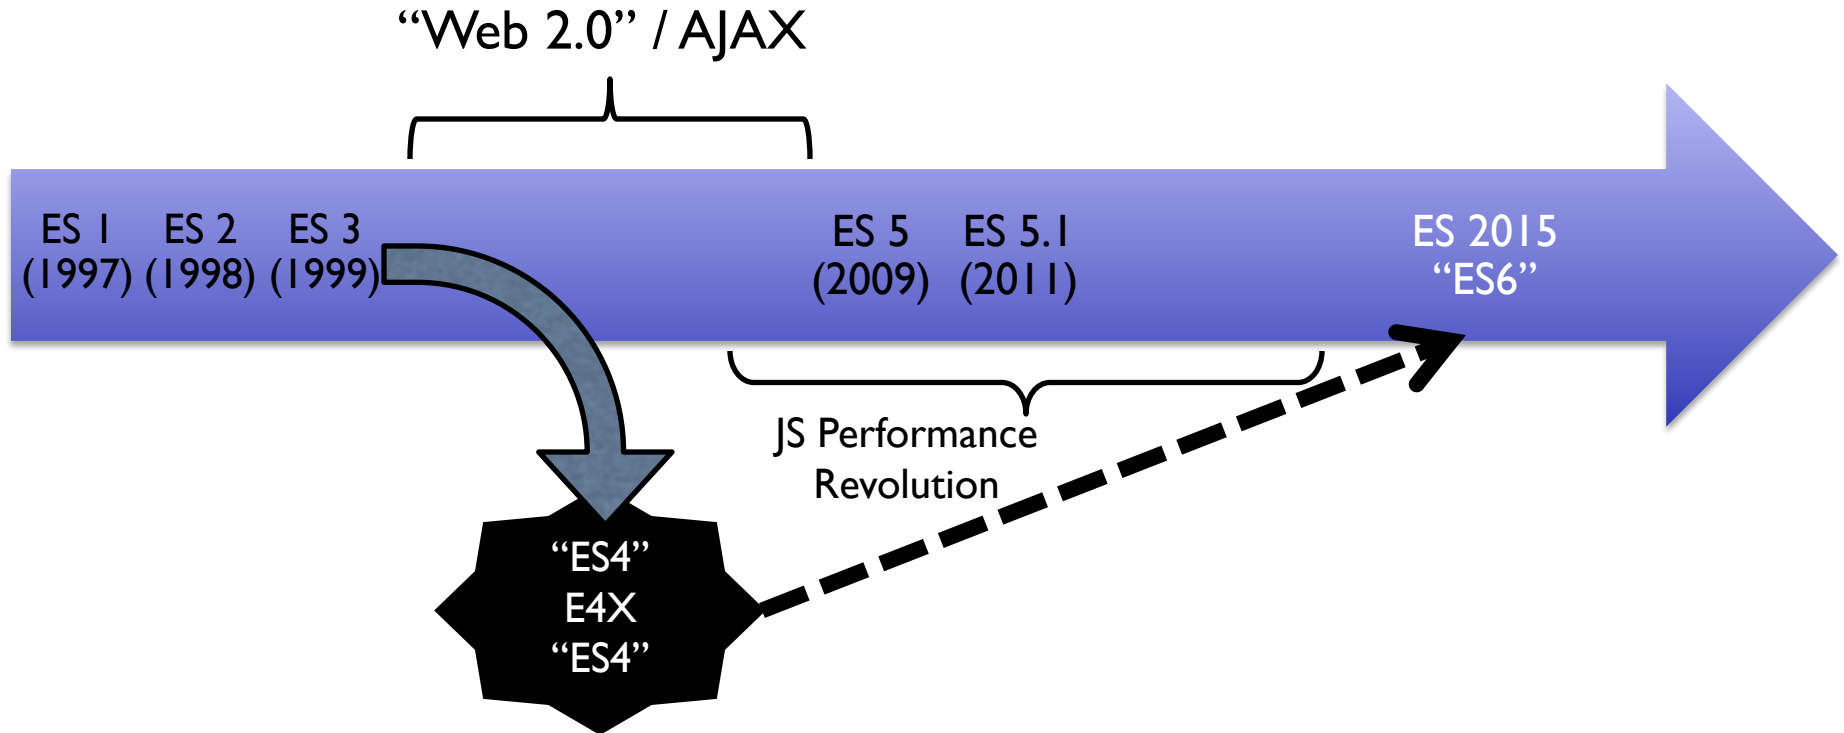 “Web 2.0” / AJAX
ES 1
(1997)
ES 2
(1998)
ES 3
(1999)
ES 5
(2009)
ES 5.1
(2011)
ES 2015
“ES6”
JS Performance
Revolution
“ES4”
E4X
“ES4”